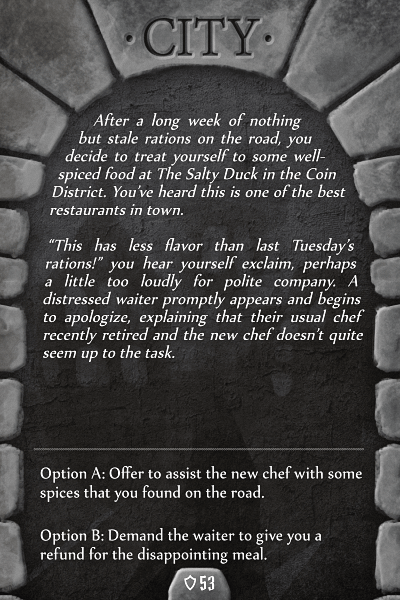 · CITY ·
After a long week of nothing
but stale rations on the road, you
decide to treat yourself to some well-
spiced food at The Salty Duck in the Coin
District. You’ve heard this is one of the best
restaurants in town.
“This has less flavor than last Tuesday’s
rations!” you hear yourself exclaim, perhaps
a little too loudly for polite company. A
distressed waiter promptly appears and begins
to apologize, explaining that their usual chef
recently retired and the new chef doesn’t quite
seem up to the task.
Option A: Offer to assist the new chef with some
spices that you found on the road.
Option B: Demand the waiter to give you a
refund for the disappointing meal.
53